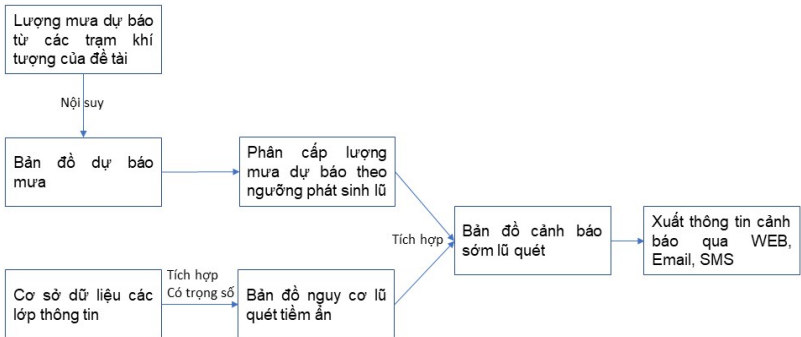 Lượng mưa dự báo
từ các trạm khí
tượng của đề tài
Nội suy
Bản đồ dự báo
mưa
Phân cấp lượng
mưa dự báo theo
ngưỡng phát sinh lũ
Tích hợp
Bản đồ cảnh báo
sớm lũ quét
Xuất thông tin cảnh
báo qua WEB,
Email, SMS
Cơ sở dữ liệu các
lớp thông tin
Tích hợp
Có trọng số
Bản đồ nguy cơ lũ
quét tiềm ẩn